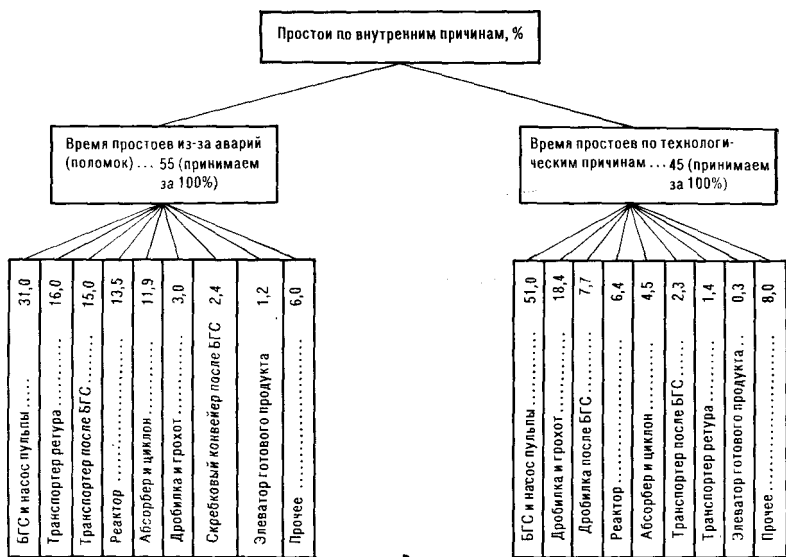 Простои по внутренним причинам, %
Время простоев из-за аварий
(поломок) ... 55 (принимаем
за 100%)
Время простоев по технологи-
ческим причинам ... 45 (принимаем
за 100%)
БГС и насос пульпы ...... 31,0
Транспортер ретура .......... 16,0
Транспортер после БГС ........ 15,0
Реактор ...................... 13,5
Абсорбер и циклон ........... 11,9
Дробилка и грохот ........... 3,0
Скребковый конвейер после БГС 2,4
Элеватор готового продукта 1,2
Прочее ...................... 6,0
БГС и насос пульпы ......... 51,0
Дробилка и грохот ........... 18,4
Дробилка после БГС .......... 7,7
Реактор ..................... 6,4
Абсорбер и циклон .......... 4,5
Транспортер после БГС ...... 2,3
Транспортер ретура .......... 1,4
Элеватор готового продукта ... 0,3
Прочее ...................... 8,0